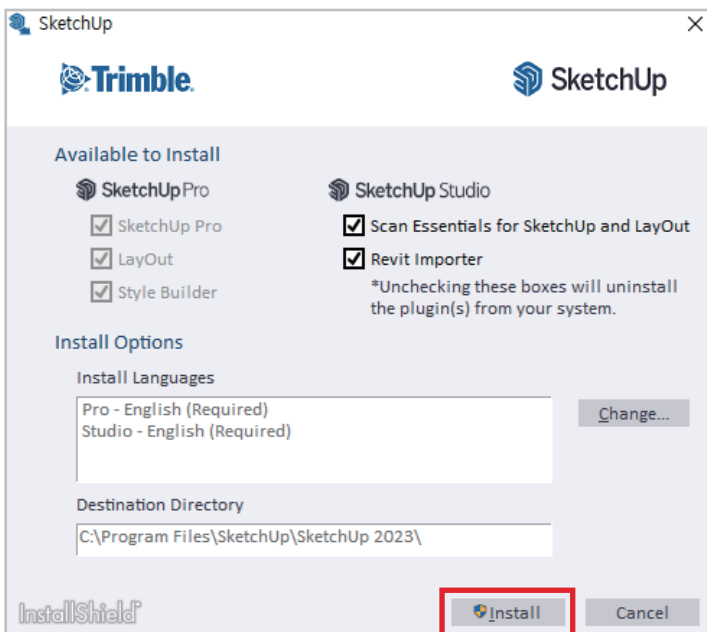 SketchUp
Trimble.
SketchUp
Available to Install
SketchUp Pro
SketchUp Studio
SketchUp Pro
Scan Essentials for SketchUp and LayOut
LayOut
Revit Importer
Style Builder
*Unchecking these boxes will uninstall
the plugin(s) from your system.
Install Options
Install Languages
Pro - English (Required)
Studio - English (Required)
Change...
Destination Directory
C:\Program Files\SketchUp\SketchUp 2023\
InstallShield®
Install
Cancel